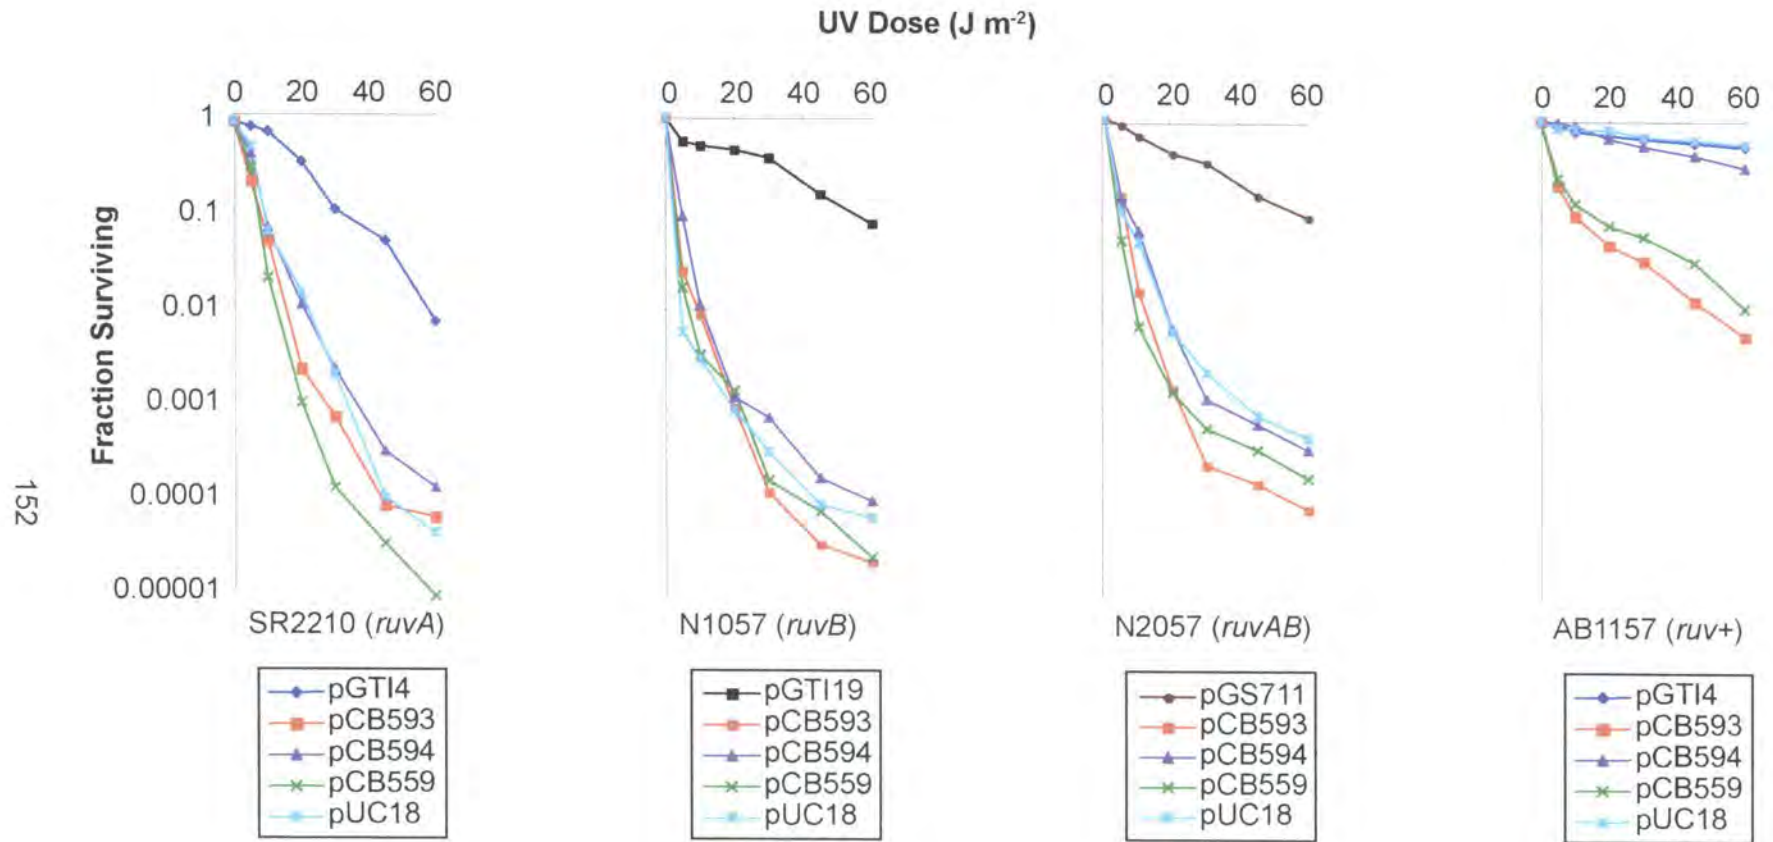 UV Dose (J m-2)
0 20 40 60
0 20 40 60
0 20 40 60
0 20 40 60
Fraction Surviving
1
0.1
0.01
0.001
0.0001
0.00001
152
SR2210 (ruvA)
N1057 (ruvB)
N2057 (ruvAB)
AB1157 (ruv+)
pGTI4
pCB593
pCB594
pCB559
pUC18
pGTI19
pCB593
pCB594
pCB559
pUC18
pGS711
pCB593
pCB594
pCB559
pUC18
pGTI4
pCB593
pCB594
pCB559
pUC18